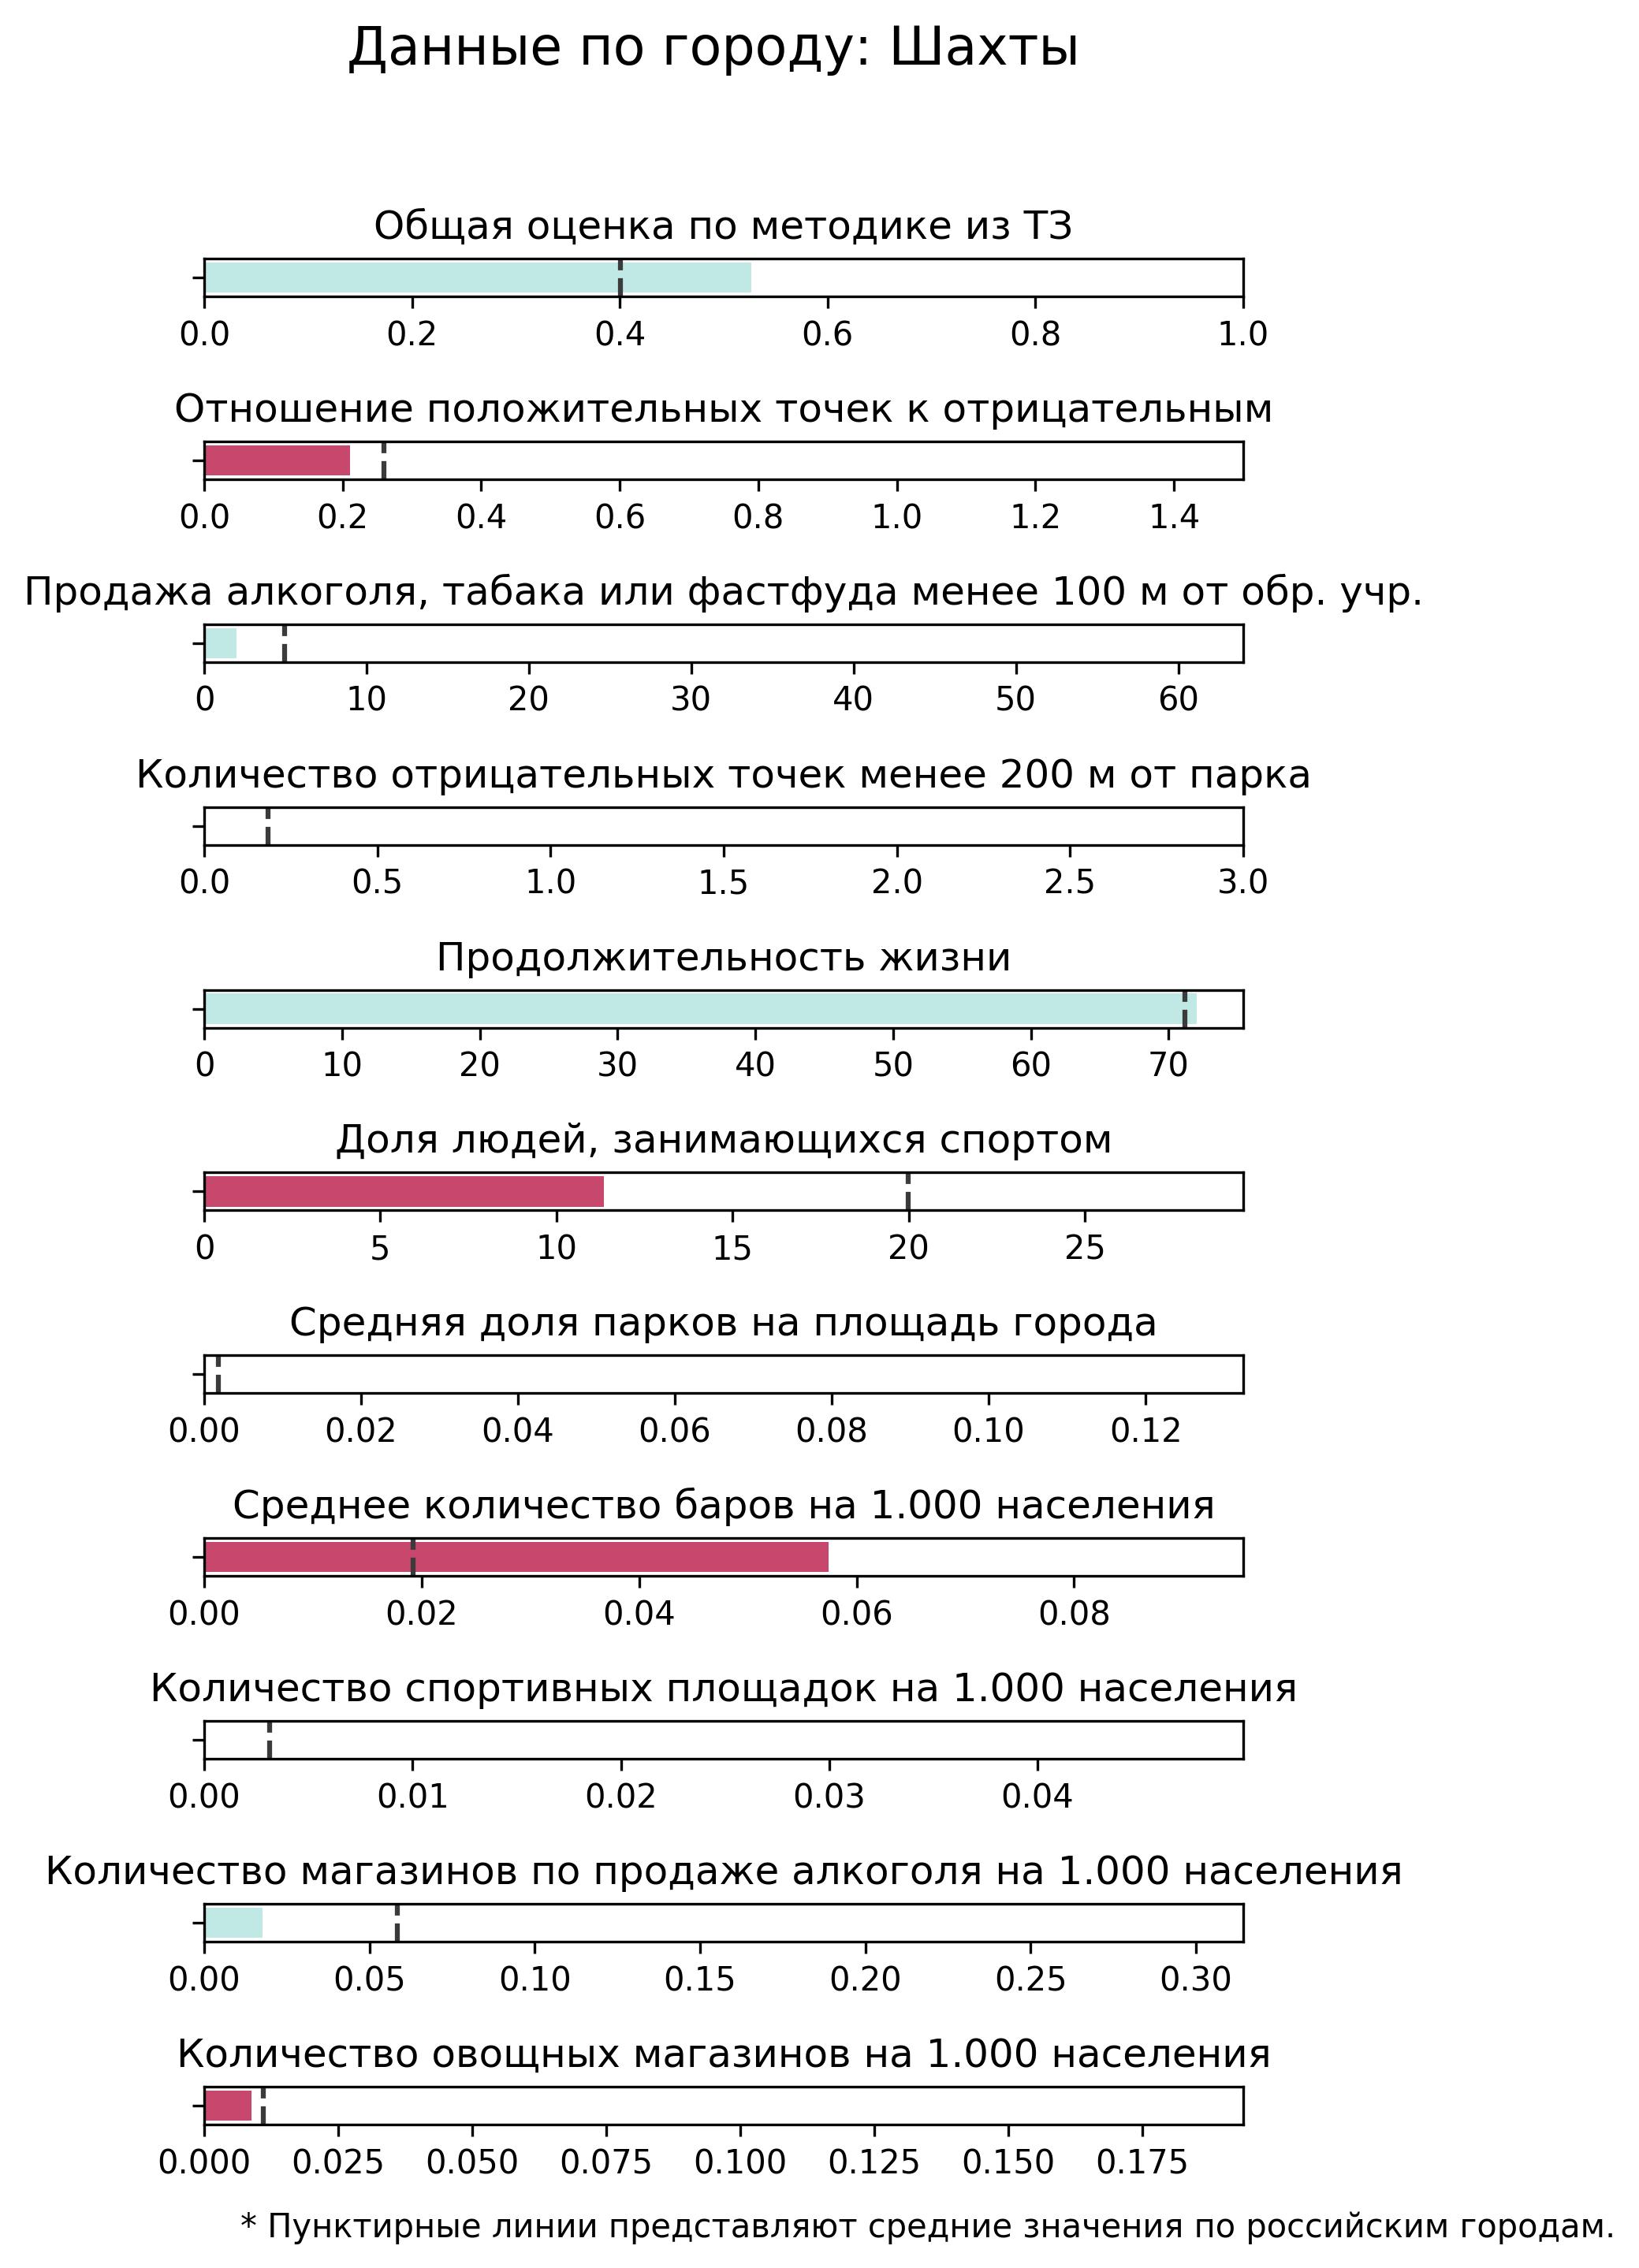 Данные по городу: Шахты
Общая оценка по методике из ТЗ
0.0 0.2 0.4 0.6 0.8 1.0
Отношение положительных точек к отрицательным
0.0 0.2 0.4 0.6 0.8 1.0 1.2 1.4
Продажа алкоголя, табака или фастфуда менее 100 м от обр. учр.
0 10 20 30 40 50 60
Количество отрицательных точек менее 200 м от парка
0.0 0.5 1.0 1.5 2.0 2.5 3.0
Продолжительность жизни
0 10 20 30 40 50 60 70
Доля людей, занимающихся спортом
0 5 10 15 20 25
Средняя доля парков на площадь города
0.00 0.02 0.04 0.06 0.08 0.10 0.12
Среднее количество баров на 1.000 населения
0.00 0.02 0.04 0.06 0.08
Количество спортивных площадок на 1.000 населения
0.00 0.01 0.02 0.03 0.04
Количество магазинов по продаже алкоголя на 1.000 населения
0.00 0.05 0.10 0.15 0.20 0.25 0.30
Количество овощных магазинов на 1.000 населения
0.000 0.025 0.050 0.075 0.100 0.125 0.150 0.175
* Пунктирные линии представляют средние значения по российским городам.